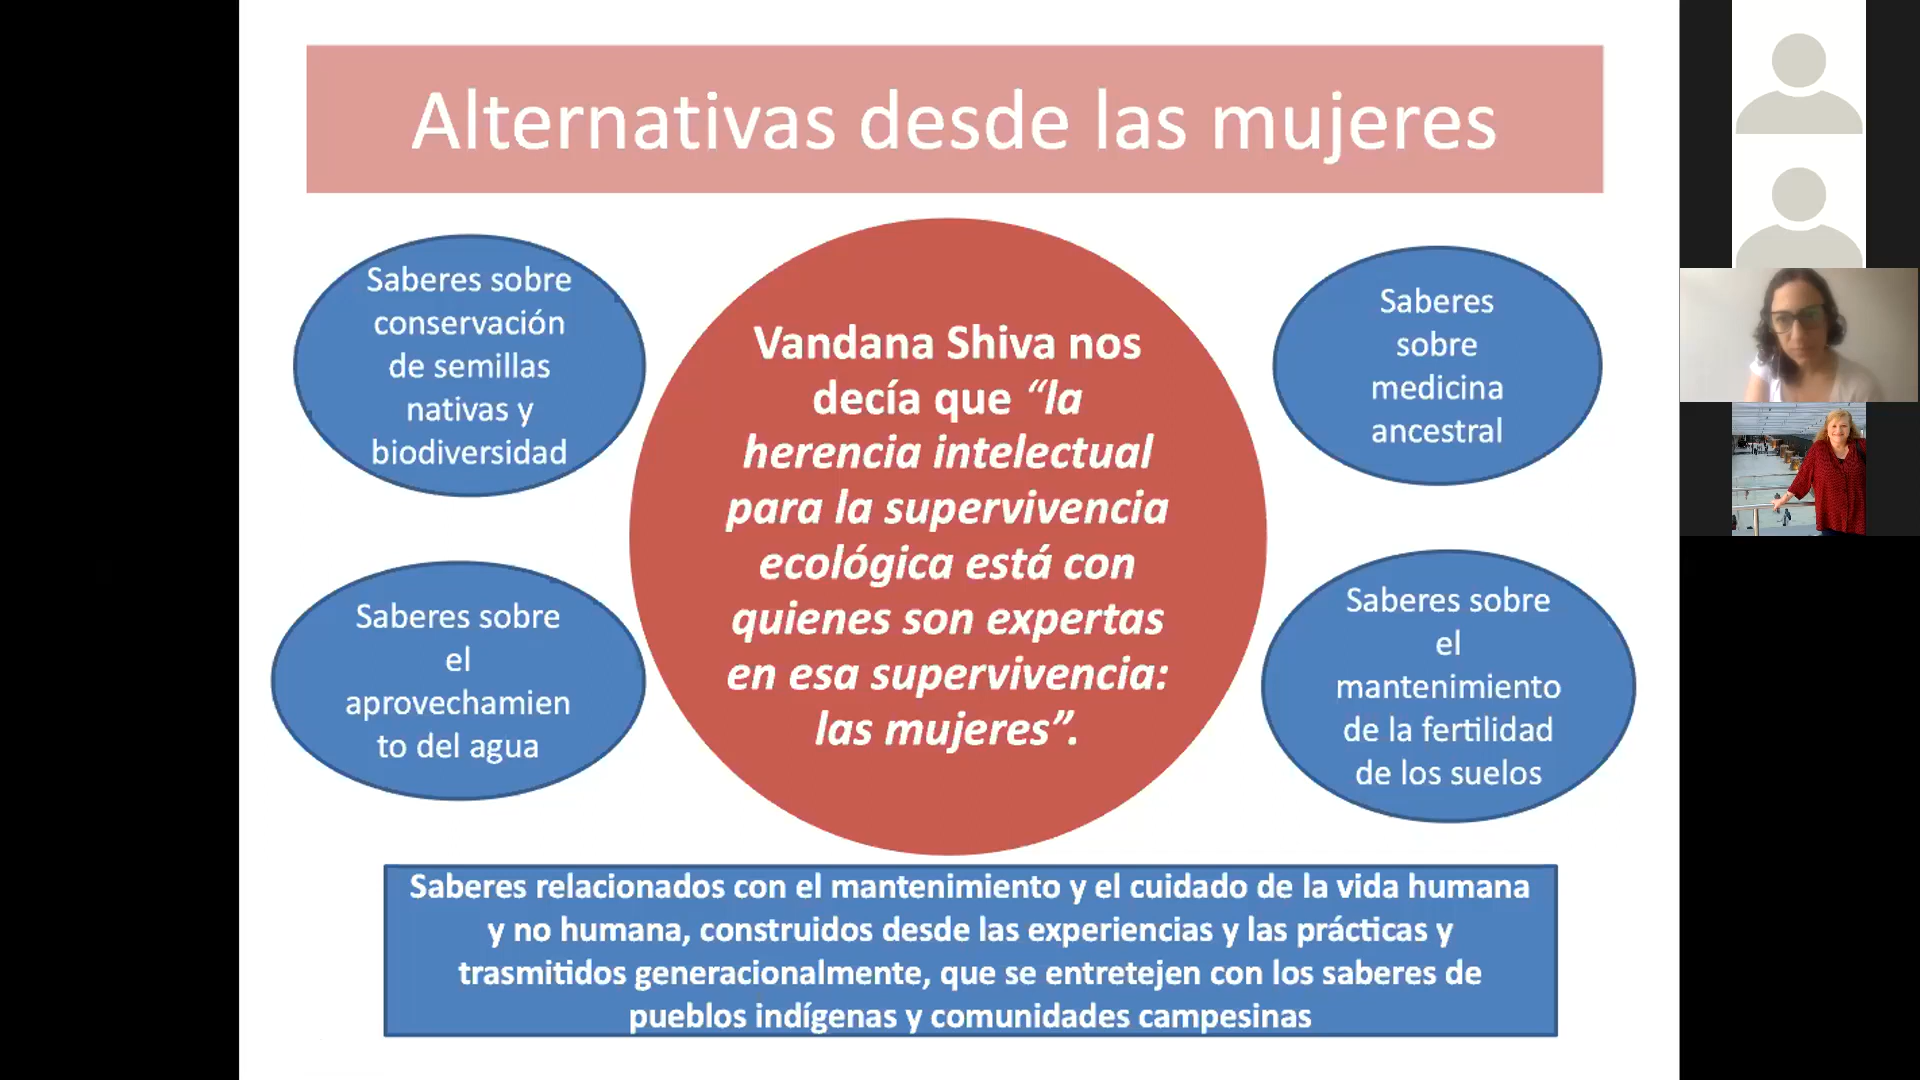 Alternativas desde las mujeres
Saberes sobre
conservación
de semillas
nativas y
biodiversidad
Saberes sobre
el
aprovechamien
to del agua
Vandana Shiva nos
decía que “la
herencia intelectual
para la supervivencia
ecológica está con
quienes son expertas
en esa supervivencia:
las mujeres”.
Saberes
sobre
medicina
ancestral
Saberes sobre
el
mantenimiento
de la fertilidad
de los suelos
Saberes relacionados con el mantenimiento y el cuidado de la vida humana
y no humana, construidos desde las experiencias y las prácticas y
trasmitidos generacionalmente, que se entretejen con los saberes de
pueblos indígenas y comunidades campesinas